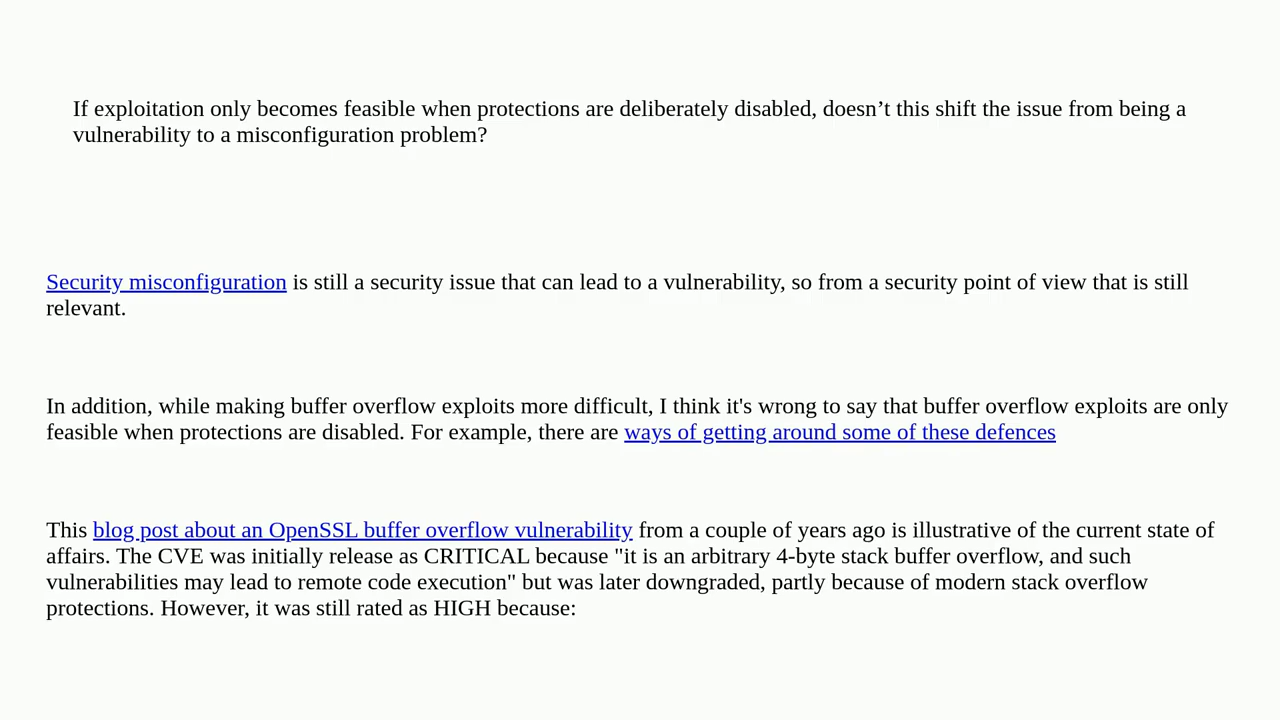 If exploitation only becomes feasible when protections are deliberately disabled, doesn’t this shift the issue from being a
vulnerability to a misconfiguration problem?
Security misconfiguration is still a security issue that can lead to a vulnerability, so from a security point of view that is still
relevant.
In addition, while making buffer overflow exploits more difficult, I think it's wrong to say that buffer overflow exploits are only
feasible when protections are disabled. For example, there are ways of getting around some of these defences
This blog post about an OpenSSL buffer overflow vulnerability from a couple of years ago is illustrative of the current state of
affairs. The CVE was initially release as CRITICAL because "it is an arbitrary 4-byte stack buffer overflow, and such
vulnerabilities may lead to remote code execution" but was later downgraded, partly because of modern stack overflow
protections. However, it was still rated as HIGH because: